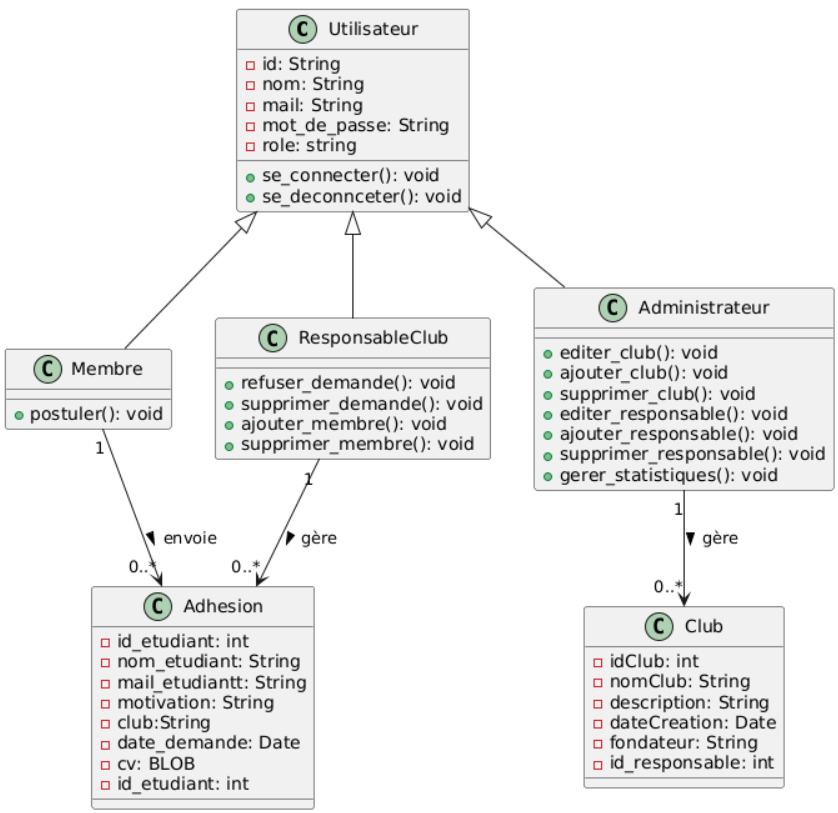 C Utilisateur
id: String
nom: String
mail: String
mot_de_passe: String
role: string
se_connecter(): void
se_deconnceter(): void
C Membre
postuler(): void
C ResponsableClub
refuser_demande(): void
supprimer_demande(): void
ajouter_membre(): void
supprimer_membre(): void
C Administrateur
editer_club(): void
ajouter_club(): void
supprimer_club(): void
editer_responsable(): void
ajouter_responsable(): void
supprimer_responsable(): void
gerer_statistiques(): void
1
envoie
0..*
1
gère
0..*
1
gère
0..*
C Adhesion
id_etudiant: int
nom_etudiant: String
mail_etudiantt: String
motivation: String
club:String
date_demande: Date
cv: BLOB
id_etudiant: int
C Club
idClub: int
nomClub: String
description: String
dateCreation: Date
fondateur: String
id_responsable: int